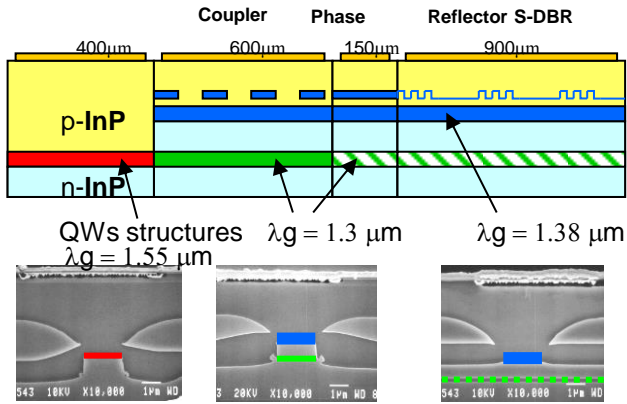 Coupler Phase Reflector S-DBR
400μm 600μm 150μm 900μm
p-InP
n-InP
QWs structures λg = 1.3 μm λg = 1.38 μm
λg = 1.55 μm
543 10KV X10,000 1μm WD
543 20KV X10,000 1μm WD 8
543 10KV X10,000 1μm WD